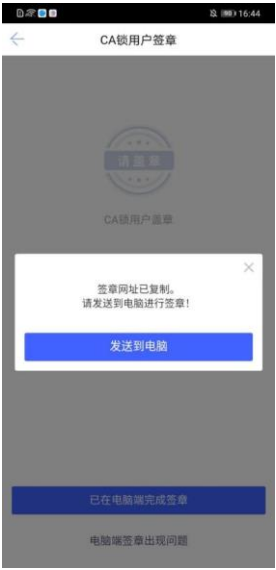 16:44
CA锁用户签章
请盖章
CA锁用户盖章
签章网址已复制。
请发送到电脑进行签章！
发送到电脑
已在电脑端完成签章
电脑端签章出现问题